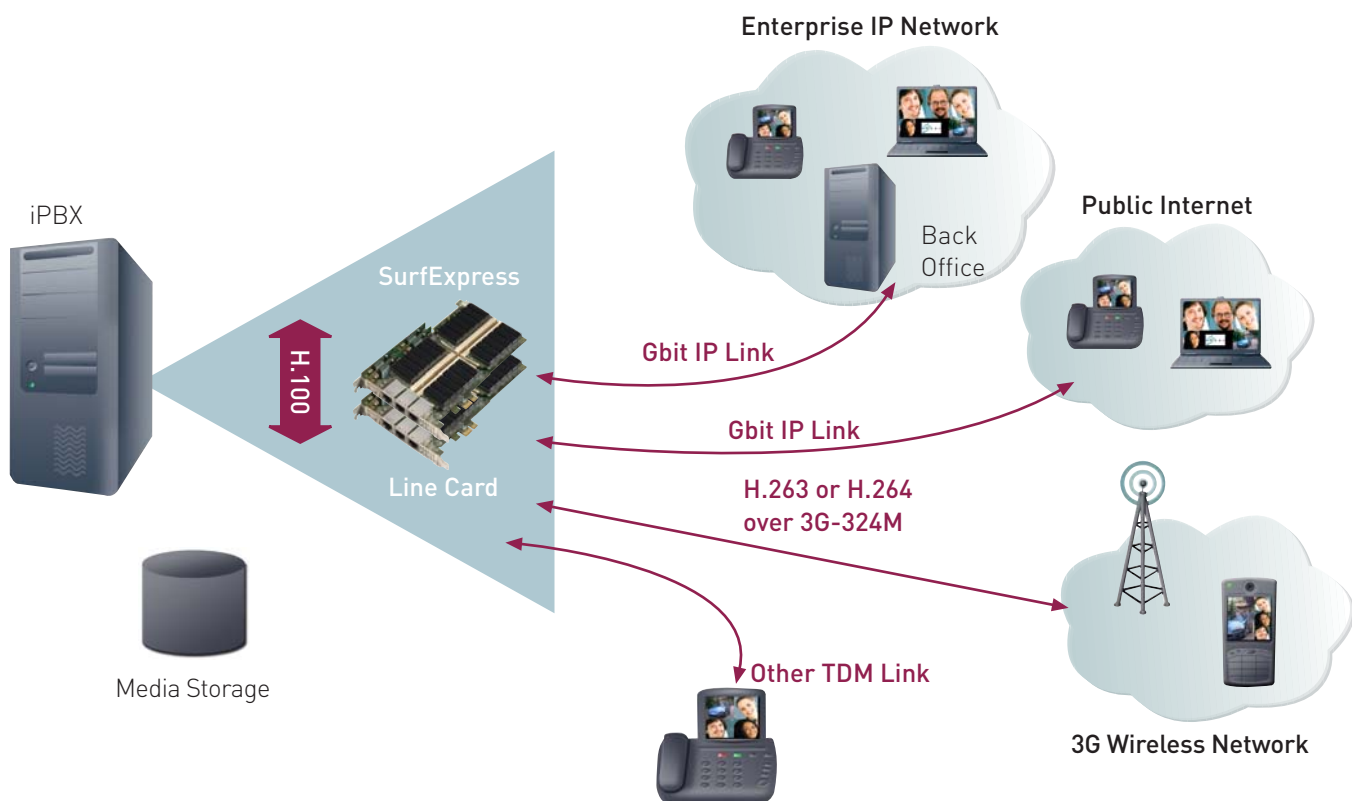 Enterprise IP Network
iPBX
Back
Office
Public Internet
SurfExpress
H.100
Line Card
Gbit IP Link
Gbit IP Link
H.263 or H.264
over 3G-324M
Other TDM Link
Media Storage
3G Wireless Network